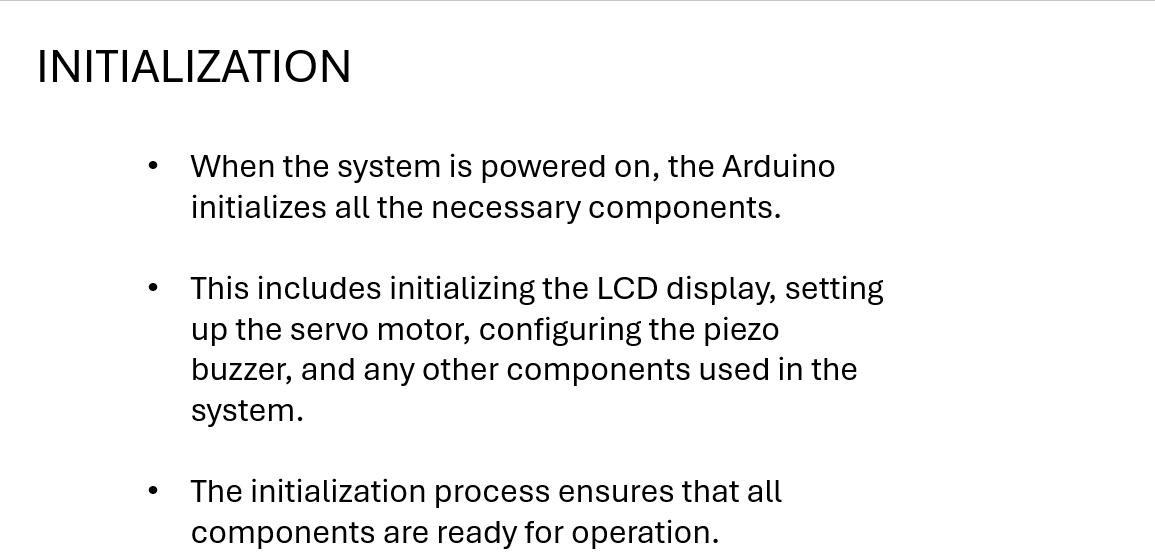 INITIALIZATION
• When the system is powered on, the Arduino
initializes all the necessary components.
• This includes initializing the LCD display, setting
up the servo motor, configuring the piezo
buzzer, and any other components used in the
system.
• The initialization process ensures that all
components are ready for operation.